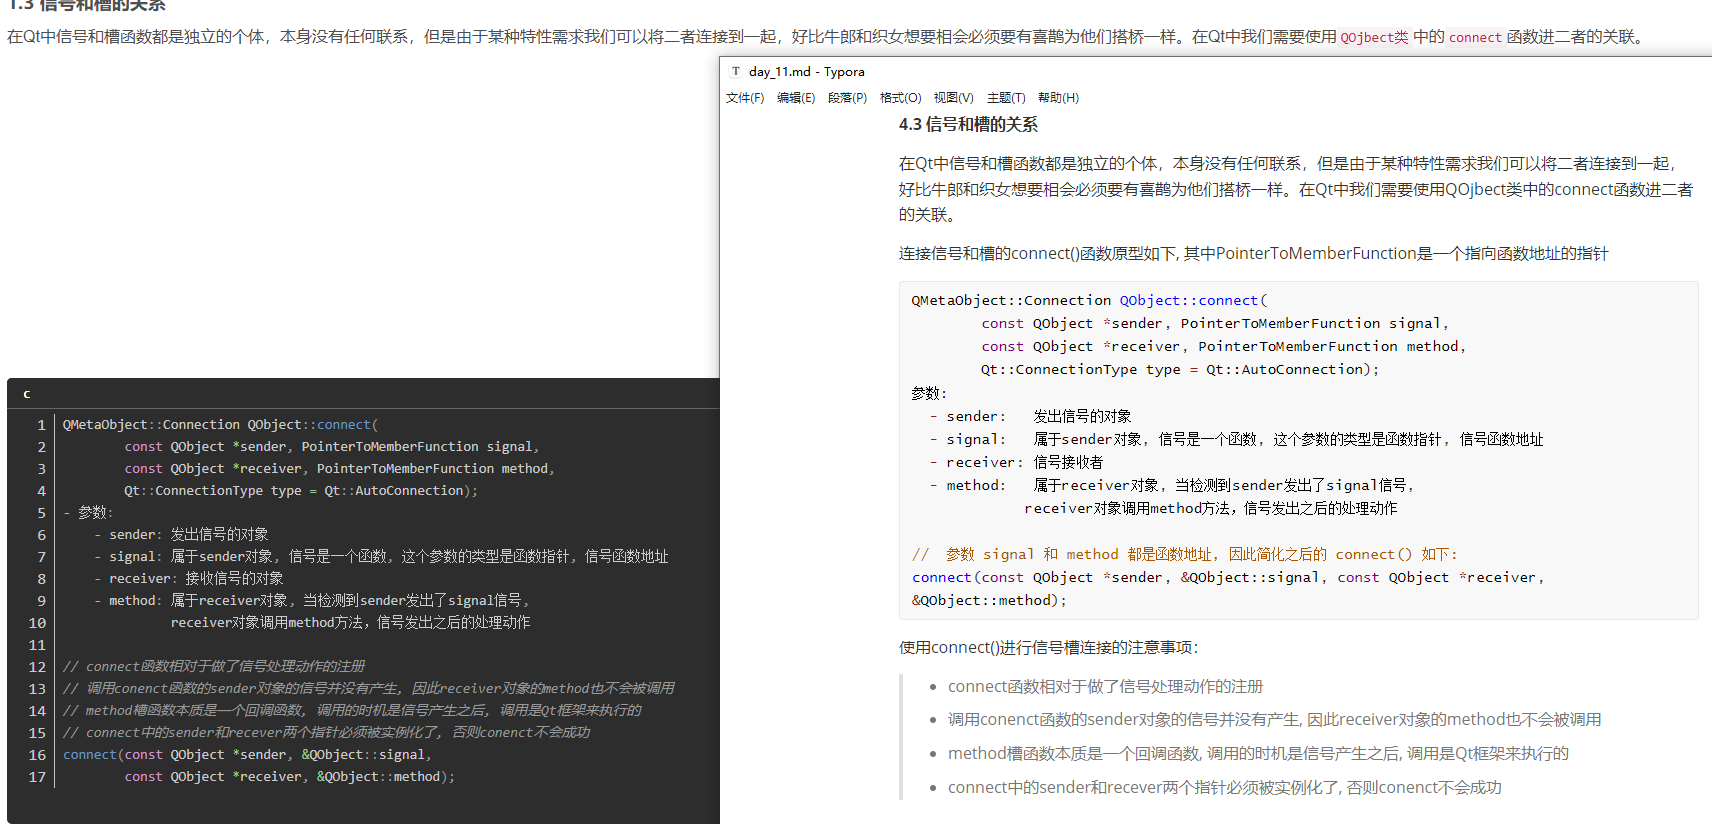 1.3 信号和槽的关系
在Qt中信号和槽函数都是独立的个体，本身没有任何联系，但是由于某种特性需求我们可以将二者连接到一起，好比牛郎和织女想要相会必须要有喜鹊为他们搭桥一样。在Qt中我们需要使用 QOjbect类 中的 connect 函数进二者的关联。
C
1 QMetaObject::Connection QObject::connect(
2 const QObject *sender, PointerToMemberFunction signal,
3 const QObject *receiver, PointerToMemberFunction method,
4 Qt::ConnectionType type = Qt::AutoConnection);
5 - 参数:
6 - sender: 发出信号的对象
7 - signal: 属于sender对象, 信号是一个函数, 这个参数的类型是函数指针, 信号函数地址
8 - receiver: 接收信号的对象
9 - method: 属于receiver对象, 当检测到sender发出了signal信号,
10 receiver对象调用method方法，信号发出之后的处理动作
11
12 // connect函数相对于做了信号处理动作的注册
13 // 调用conenct函数的sender对象的信号并没有产生, 因此receiver对象的method也不会被调用
14 // method槽函数本质是一个回调函数, 调用的时机是信号产生之后, 调用是Qt框架来执行的
15 // connect中的sender和recever两个指针必须被实例化了, 否则conenct不会成功
16 connect(const QObject *sender, &QObject::signal,
17 const QObject *receiver, &QObject::method);
T day_11.md - Typora
文件(F) 编辑(E) 段落(P) 格式(O) 视图(V) 主题(T) 帮助(H)
4.3 信号和槽的关系
在Qt中信号和槽函数都是独立的个体，本身没有任何联系，但是由于某种特性需求我们可以将二者连接到一起，
好比牛郎和织女想要相会必须要有喜鹊为他们搭桥一样。在Qt中我们需要使用QOjbect类中的connect函数进二者
的关联。
连接信号和槽的connect()函数原型如下, 其中PointerToMemberFunction是一个指向函数地址的指针
QMetaObject::Connection QObject::connect(
const QObject *sender, PointerToMemberFunction signal,
const QObject *receiver, PointerToMemberFunction method,
Qt::ConnectionType type = Qt::AutoConnection);
参数:
- sender: 发出信号的对象
- signal: 属于sender对象, 信号是一个函数, 这个参数的类型是函数指针, 信号函数地址
- receiver: 信号接收者
- method: 属于receiver对象, 当检测到sender发出了signal信号,
receiver对象调用method方法，信号发出之后的处理动作
// 参数 signal 和 method 都是函数地址, 因此简化之后的 connect() 如下:
connect(const QObject *sender, &QObject::signal, const QObject *receiver,
&QObject::method);
使用connect()进行信号槽连接的注意事项:
• connect函数相对于做了信号处理动作的注册
• 调用conenct函数的sender对象的信号并没有产生, 因此receiver对象的method也不会被调用
• method槽函数本质是一个回调函数, 调用的时机是信号产生之后, 调用是Qt框架来执行的
• connect中的sender和recever两个指针必须被实例化了, 否则conenct不会成功